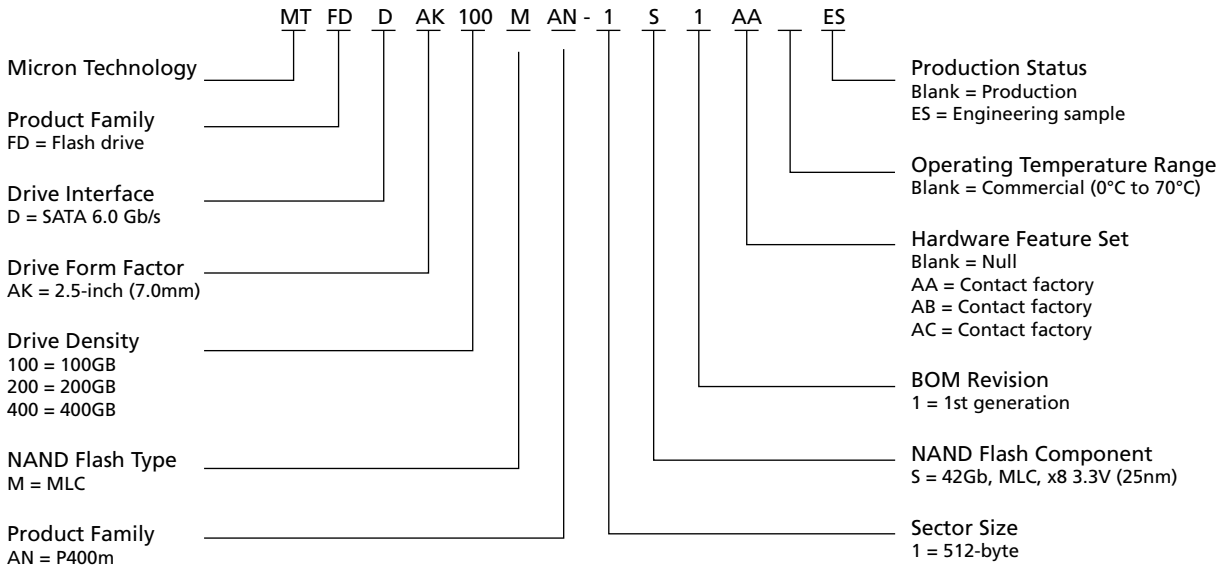 MT FD D AK 100 M AN - 1 S 1 AA ES
Micron Technology
Product Family
FD = Flash drive
Drive Interface
D = SATA 6.0 Gb/s
Drive Form Factor
AK = 2.5-inch (7.0mm)
Drive Density
100 = 100GB
200 = 200GB
400 = 400GB
NAND Flash Type
M = MLC
Product Family
AN = P400m
Production Status
Blank = Production
ES = Engineering sample
Operating Temperature Range
Blank = Commercial (0°C to 70°C)
Hardware Feature Set
Blank = Null
AA = Contact factory
AB = Contact factory
AC = Contact factory
BOM Revision
1 = 1st generation
NAND Flash Component
S = 42Gb, MLC, x8 3.3V (25nm)
Sector Size
1 = 512-byte